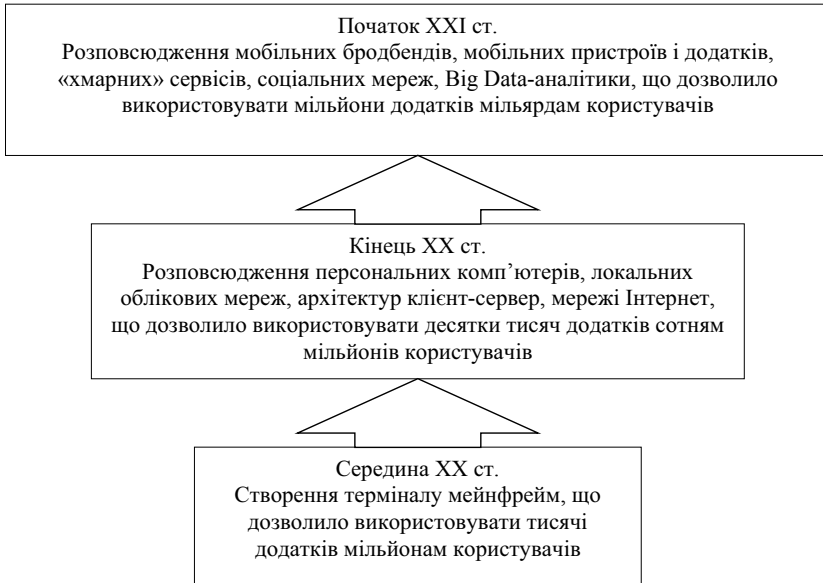 Початок XXI ст.
Розповсюдження мобільних бродбендів, мобільних пристроїв і додатків,
«хмарних» сервісів, соціальних мереж, Big Data-аналітики, що дозволило
використовувати мільйони додатків мільярдам користувачів
Кінець XX ст.
Розповсюдження персональних комп’ютерів, локальних
облікових мереж, архітектур клієнт-сервер, мережі Інтернет,
що дозволило використовувати десятки тисяч додатків сотням
мільйонів користувачів
Середина XX ст.
Створення терміналу мейнфрейм, що
дозволило використовувати тисячі
додатків мільйонам користувачів